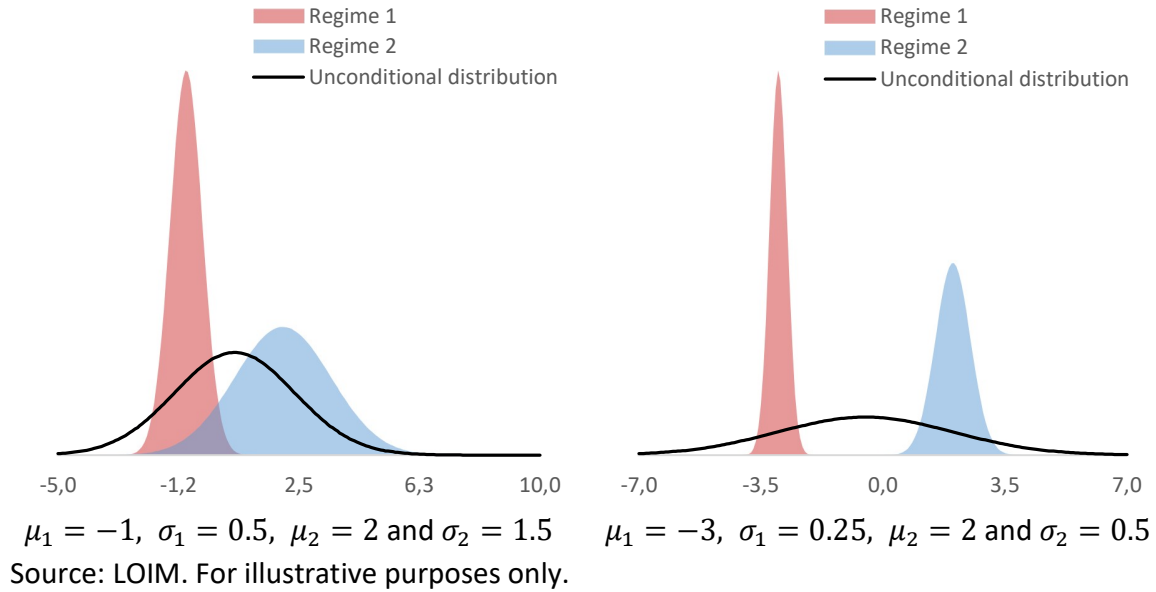 Regime 1
Regime 2
Unconditional distribution
-5,0 -1,2 2,5 6,3 10,0
μ₁ = −1, σ₁ = 0.5, μ₂ = 2 and σ₂ = 1.5
Regime 1
Regime 2
Unconditional distribution
-7,0 -3,5 0,0 3,5 7,0
μ₁ = −3, σ₁ = 0.25, μ₂ = 2 and σ₂ = 0.5
Source: LOIM. For illustrative purposes only.